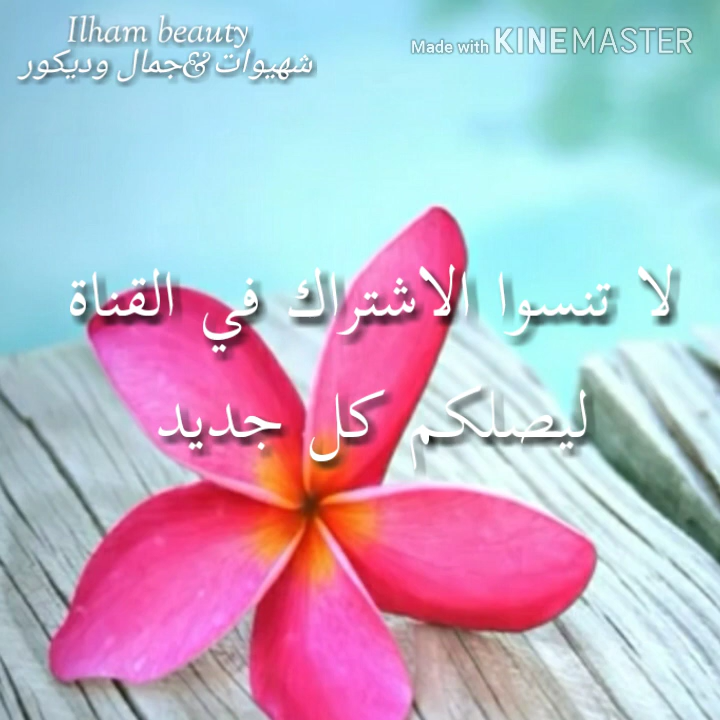 Ilham beauty
شهيوات&جمال وديكور
Made with KINEMASTER
لا تنسوا الاشتراك في القناة
ليصلكم كل جديد